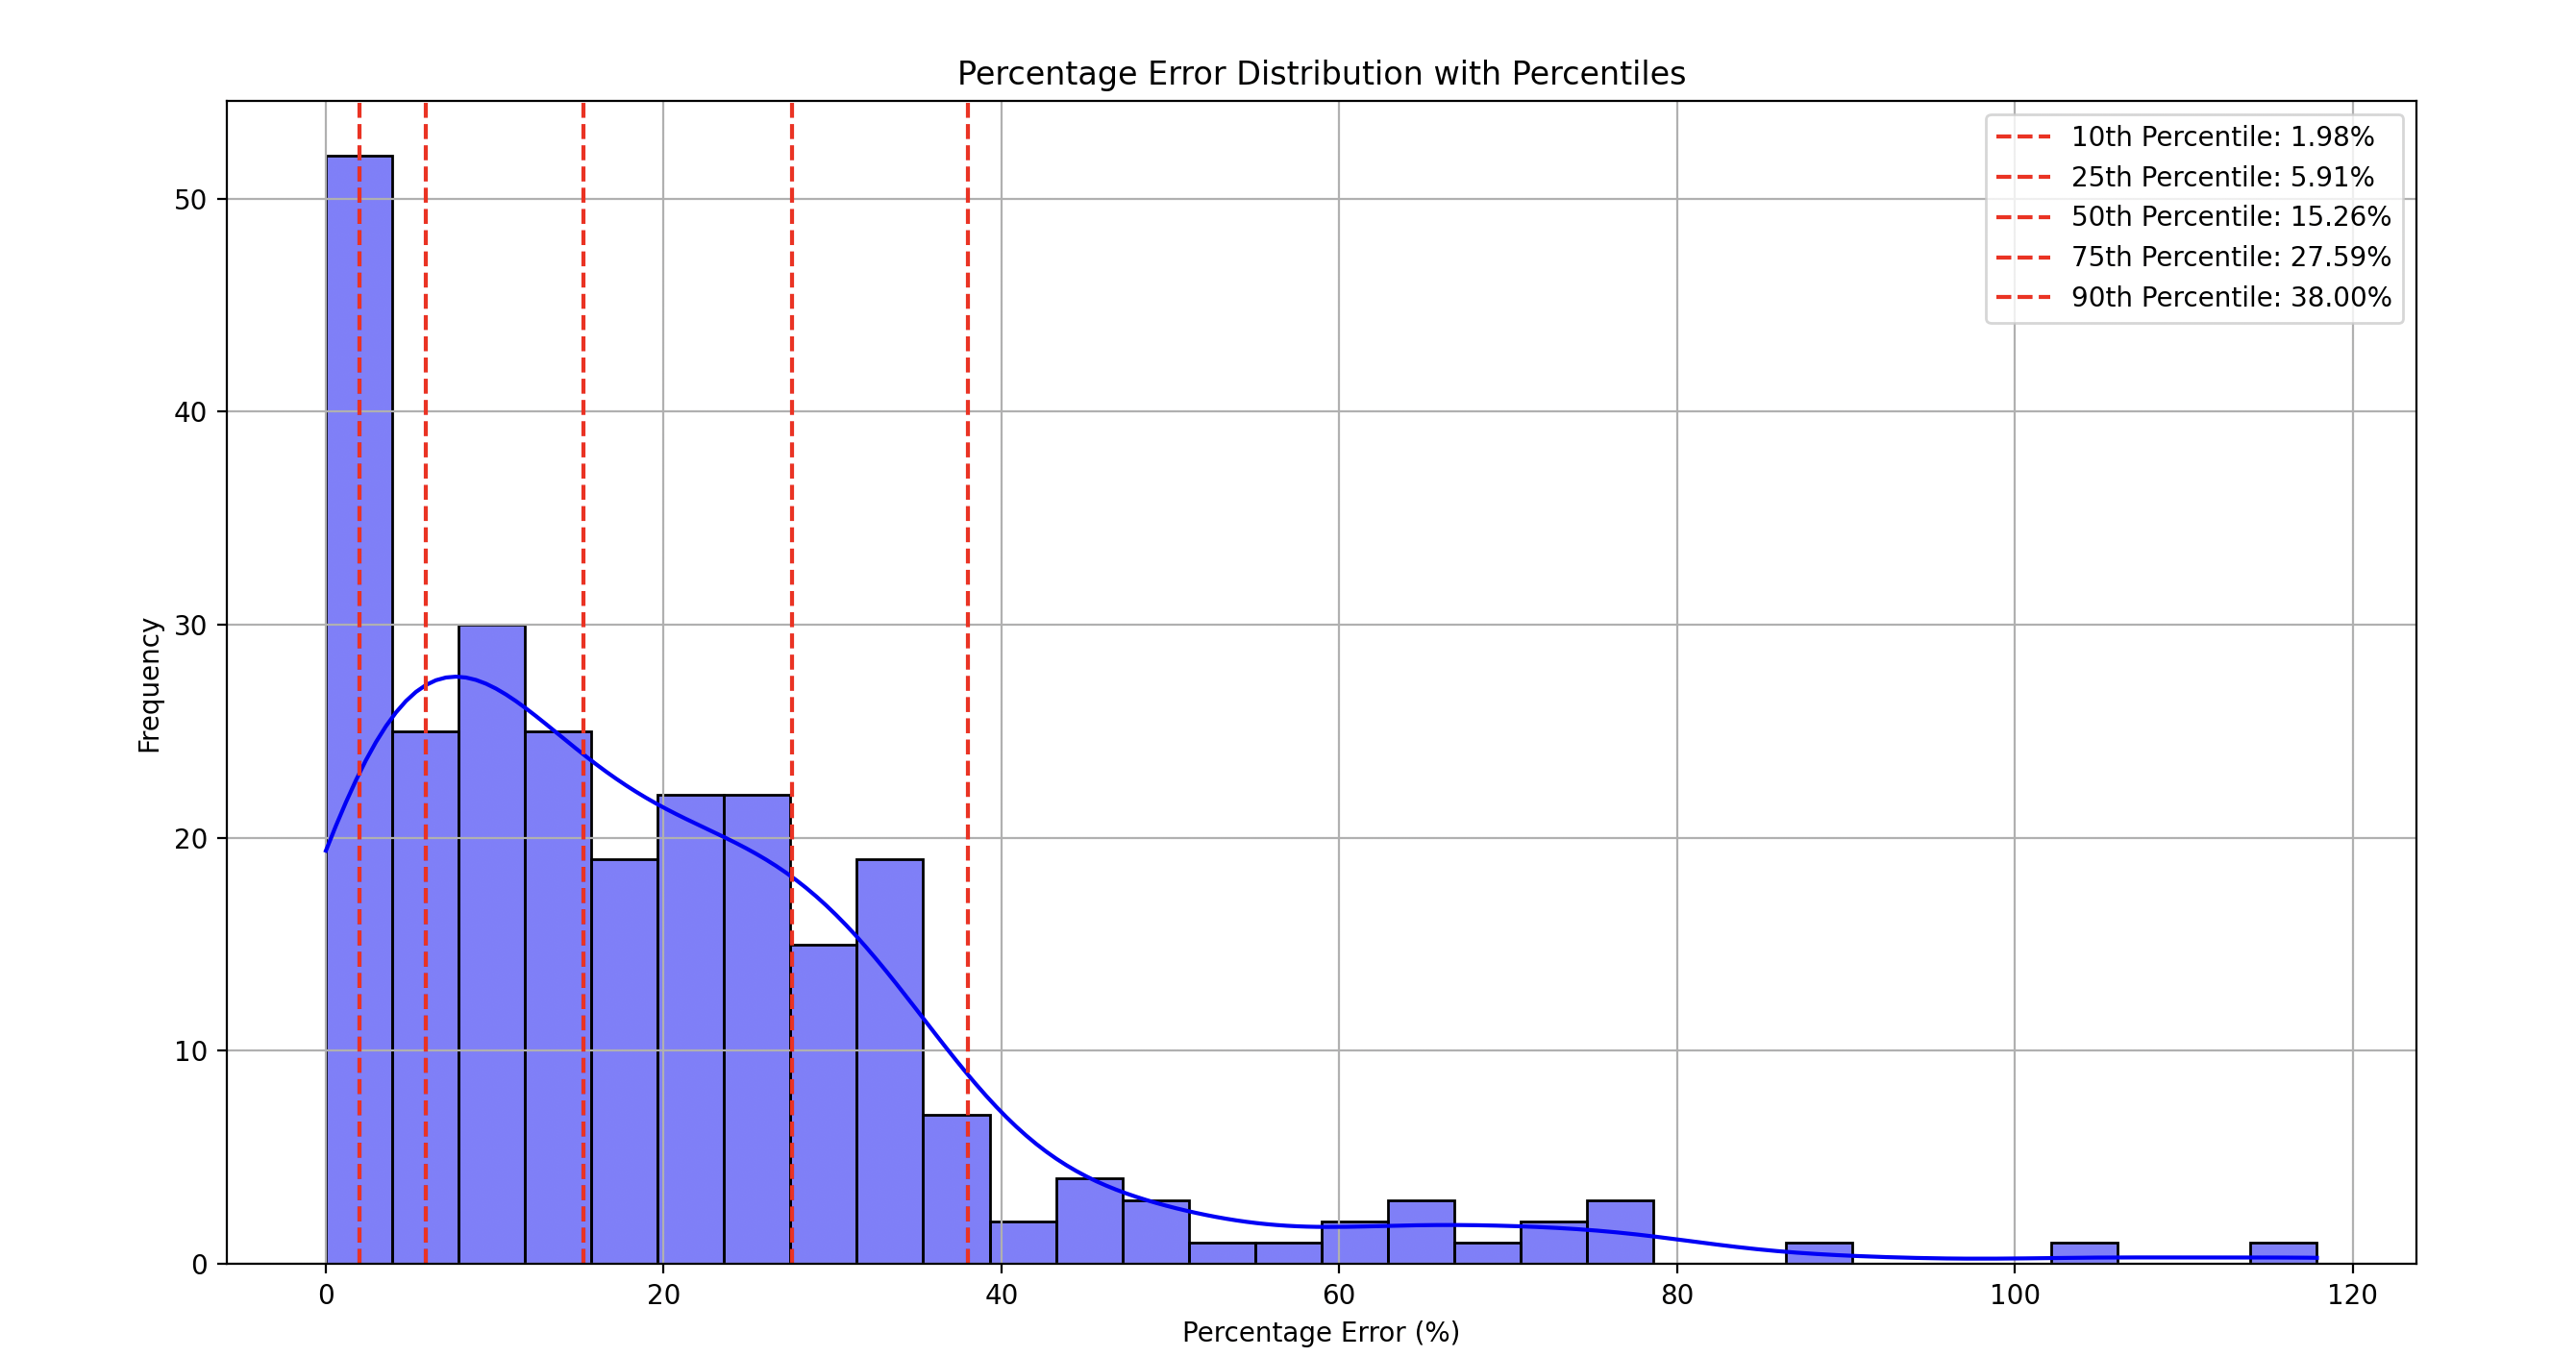 Percentage Error Distribution with Percentiles
10th Percentile: 1.98%
25th Percentile: 5.91%
50th Percentile: 15.26%
75th Percentile: 27.59%
90th Percentile: 38.00%
Frequency
50
40
30
20
10
0
0 20 40 60 80 100 120
Percentage Error (%)